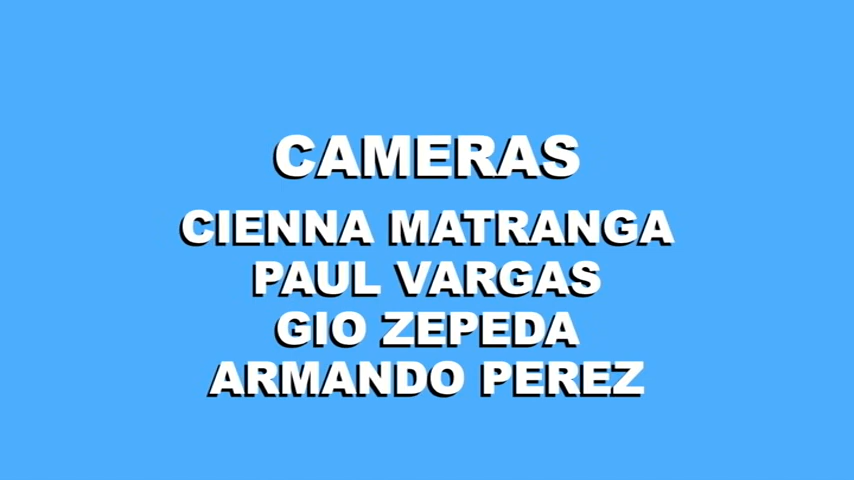 CAMERAS
CIENNA MATRANGA
PAUL VARGAS
GIO ZEPEDA
ARMANDO PEREZ